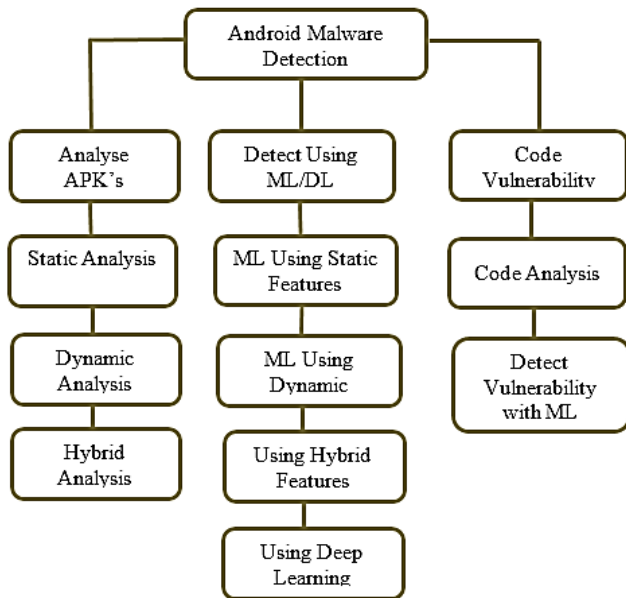 Android Malware
Detection
Analyse
APK's
Detect Using
ML/DL
Code
Vulnerability
Static Analysis
ML Using Static
Features
Code Analysis
Dynamic
Analysis
ML Using
Dynamic
Detect
Vulnerability
with ML
Hybrid
Analysis
Using Hybrid
Features
Using Deep
Learning